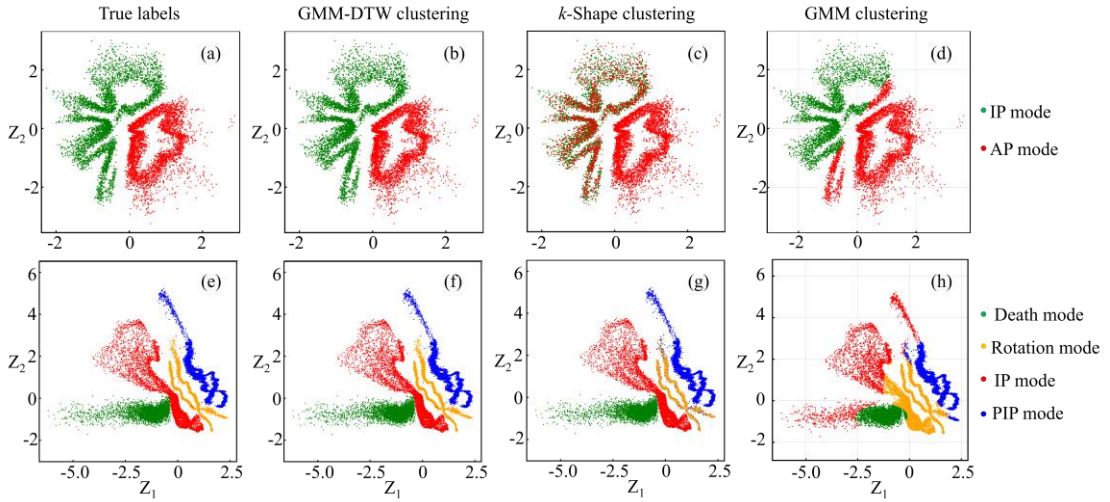 True labels
GMM-DTW clustering
k-Shape clustering
GMM clustering
(a)
(b)
(c)
(d)
2
2
2
2
Z2
0
Z2
0
Z2
0
Z2
0
-2
-2
-2
-2
-2
0
2
-2
0
2
-2
0
2
-2
0
2
IP mode
AP mode
(e)
(f)
(g)
(h)
6
6
6
6
4
4
4
4
Z2
2
Z2
2
Z2
2
Z2
2
0
0
0
0
-2
-2
-2
-2
-5.0
-2.5
0
2.5
-5.0
-2.5
0
2.5
-5.0
-2.5
0
2.5
-5.0
-2.5
0
2.5
Z1
Z1
Z1
Z1
Death mode
Rotation mode
IP mode
PIP mode